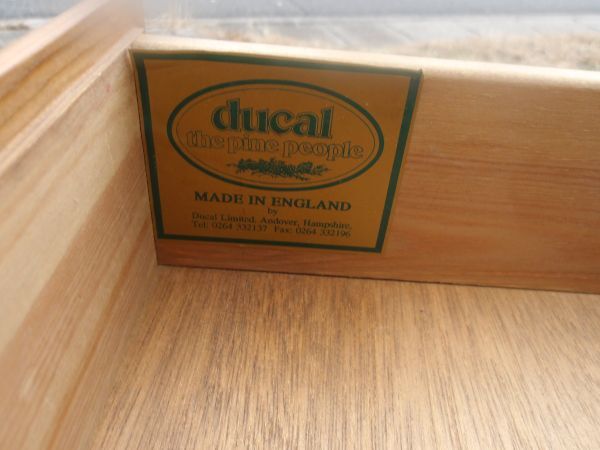 ducal
the pine people
MADE IN ENGLAND
by
Ducal Limited, Andover, Hampshire.
Tel: 0264 332137 Fax: 0264 332196